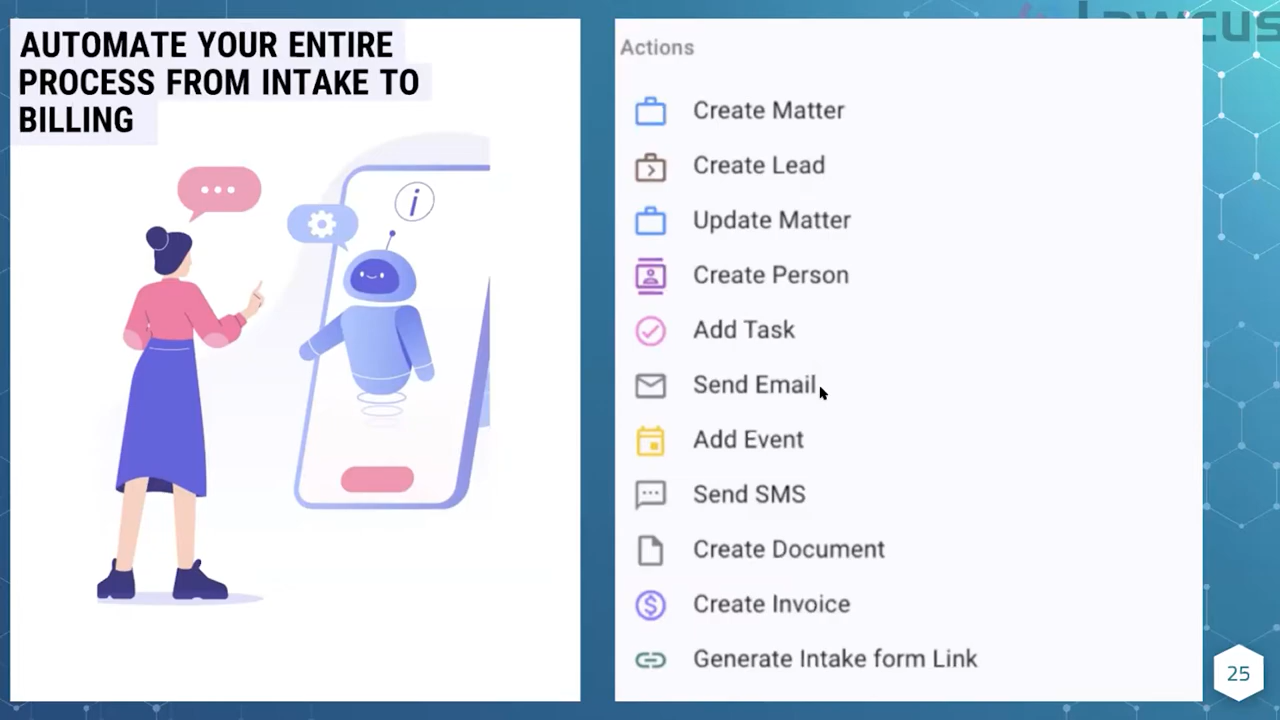 AUTOMATE YOUR ENTIRE
PROCESS FROM INTAKE TO
BILLING
i
Lawcus
Actions
Create Matter
Create Lead
Update Matter
Create Person
Add Task
Send Email
Add Event
Send SMS
Create Document
Create Invoice
Generate Intake form Link
25